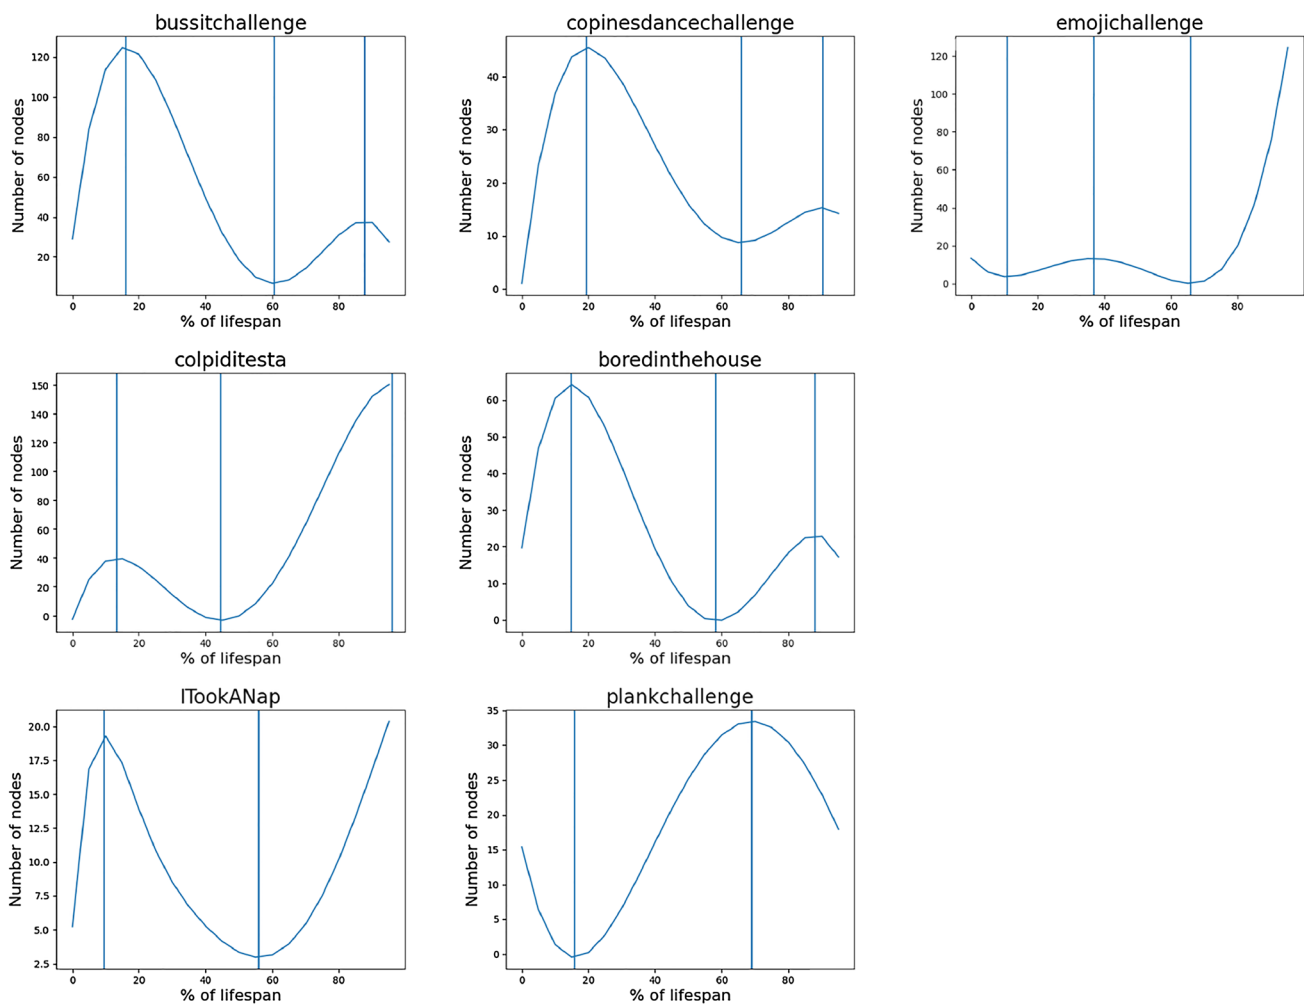 bussitchallenge
Number of nodes
120
100
80
60
40
20
0 20 40 60 80
% of lifespan
copinesdancechallenge
Number of nodes
40
30
20
10
0
0 20 40 60 80
% of lifespan
emojichallenge
Number of nodes
120
100
80
60
40
20
0
0 20 40 60 80
% of lifespan
colpiditesta
Number of nodes
150
140
120
100
80
60
40
20
0
0 20 40 60 80
% of lifespan
boredinthehouse
Number of nodes
60
50
40
30
20
10
0
0 20 40 60 80
% of lifespan
ITookANap
Number of nodes
20.0
17.5
15.0
12.5
10.0
7.5
5.0
2.5
0 20 40 60 80
% of lifespan
plankchallenge
Number of nodes
35
30
25
20
15
10
5
0
0 20 40 60 80
% of lifespan